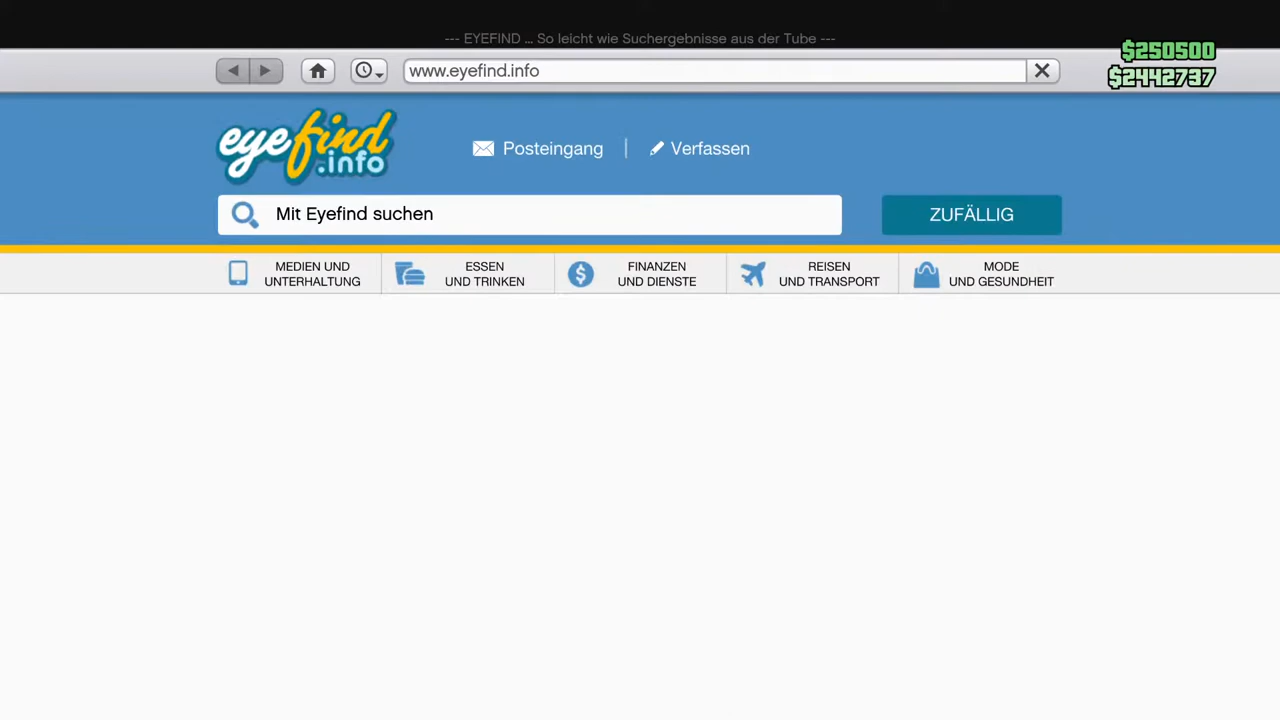 --- EYEFIND ... So leicht wie Suchergebnisse aus der Tube ---
$250500
www.eyefind.info
$2442737
eyefind
.info
Posteingang
Verfassen
Mit Eyefind suchen
ZUFÄLLIG
MEDIEN UND
UNTERHALTUNG
ESSEN
UND TRINKEN
FINANZEN
UND DIENSTE
REISEN
UND TRANSPORT
MODE
UND GESUNDHEIT